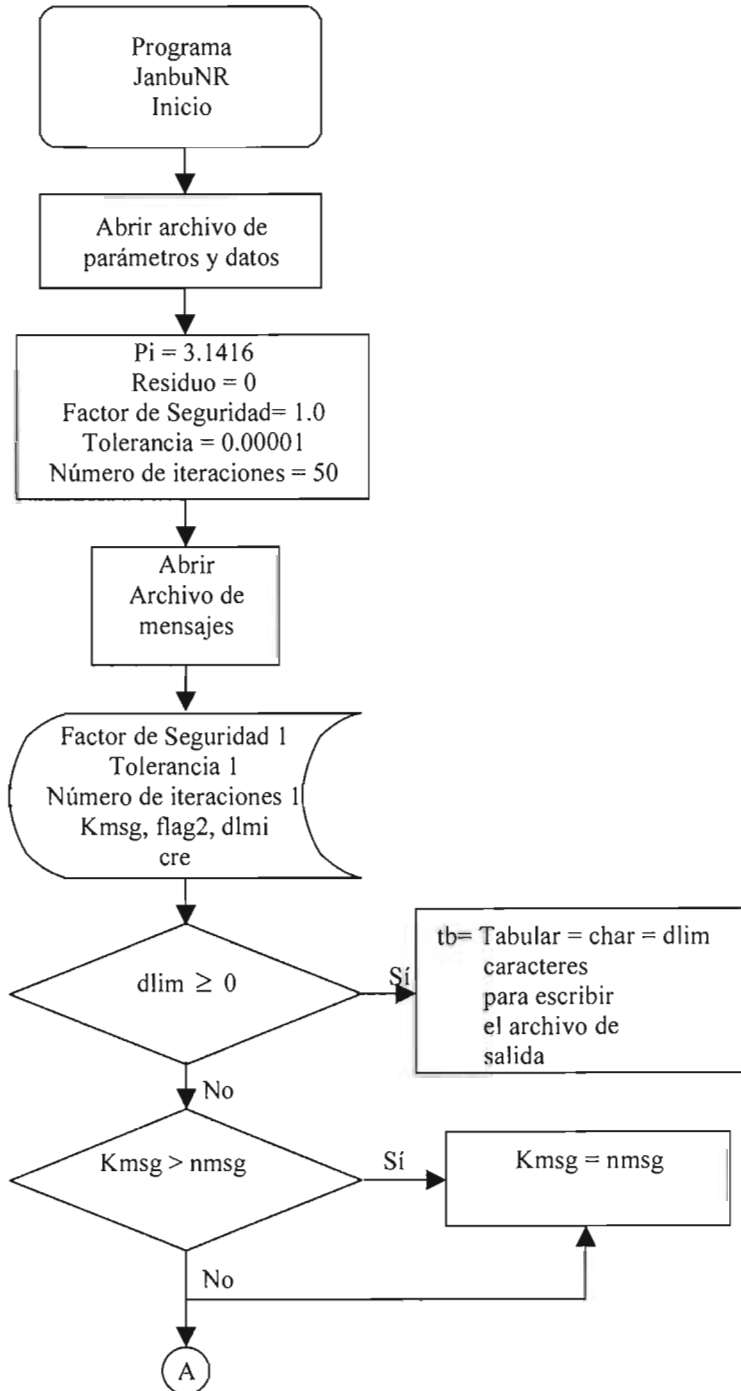 Programa
JanbuNR
Inicio
Abrir archivo de
parámetros y datos
Pi = 3.1416
Residuo = 0
Factor de Seguridad= 1.0
Tolerancia = 0.00001
Número de iteraciones = 50
Abrir
Archivo de
mensajes
Factor de Seguridad 1
Tolerancia 1
Número de iteraciones 1
Kmsg, flag2, dlmi
cre
dlim ≥ 0
Sí
tb= Tabular = char = dlim
caracteres
para escribir
el archivo de
salida
No
Kmsg > nmsg
Sí
Kmsg = nmsg
No
A